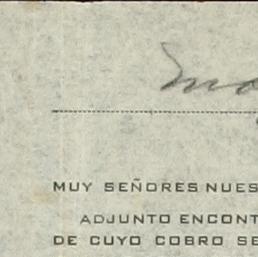 MUY SEÑORES NUES
ADJUNTO ENCONT
DE CUYO COBRO SE